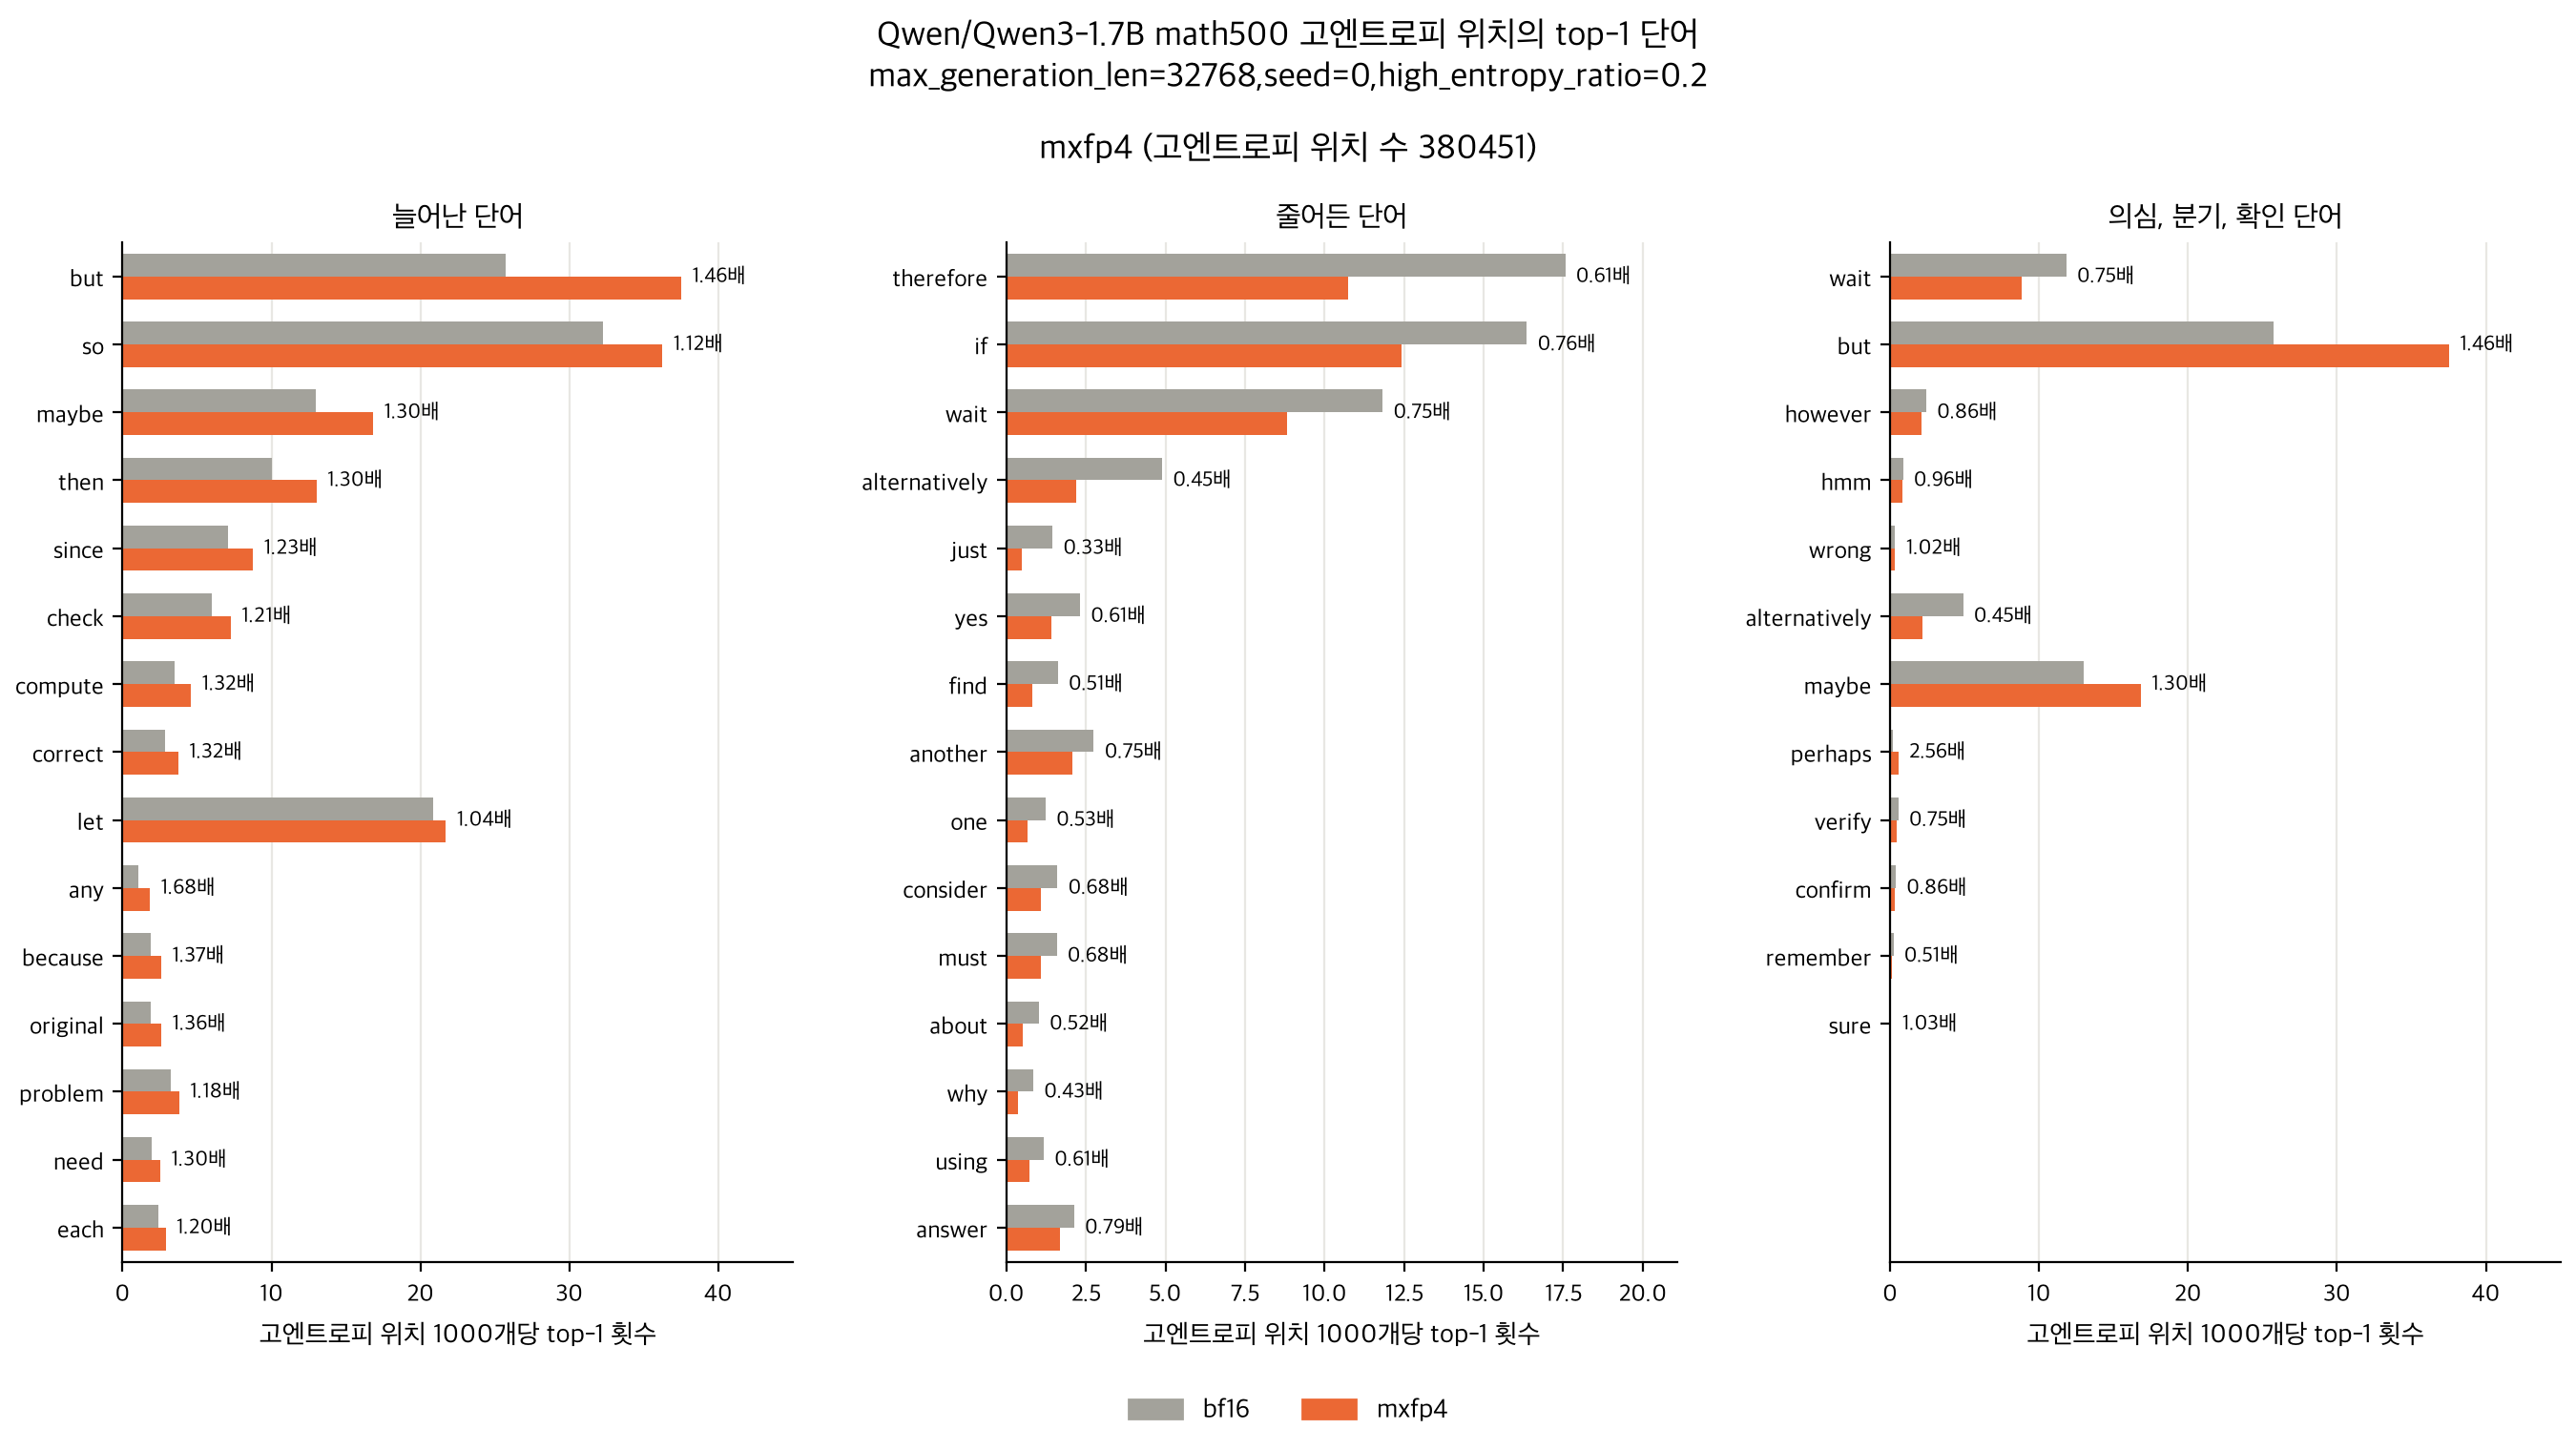 Qwen/Qwen3-1.7B math500 고엔트로피 위치의 top-1 단어
max_generation_len=32768,seed=0,high_entropy_ratio=0.2
mxfp4 (고엔트로피 위치 수 380451)
늘어난 단어
but 1.46배
so 1.12배
maybe 1.30배
then 1.30배
since 1.23배
check 1.21배
compute 1.32배
correct 1.32배
let 1.04배
any 1.68배
because 1.37배
original 1.36배
problem 1.18배
need 1.30배
each 1.20배
0 10 20 30 40
고엔트로피 위치 1000개당 top-1 횟수
줄어든 단어
therefore 0.61배
if 0.76배
wait 0.75배
alternatively 0.45배
just 0.33배
yes 0.61배
find 0.51배
another 0.75배
one 0.53배
consider 0.68배
must 0.68배
about 0.52배
why 0.43배
using 0.61배
answer 0.79배
0.0 2.5 5.0 7.5 10.0 12.5 15.0 17.5 20.0
고엔트로피 위치 1000개당 top-1 횟수
의심, 분기, 확인 단어
wait 0.75배
but 1.46배
however 0.86배
hmm 0.96배
wrong 1.02배
alternatively 0.45배
maybe 1.30배
perhaps 2.56배
verify 0.75배
confirm 0.86배
remember 0.51배
sure 1.03배
0 10 20 30 40
고엔트로피 위치 1000개당 top-1 횟수
bf16 mxfp4